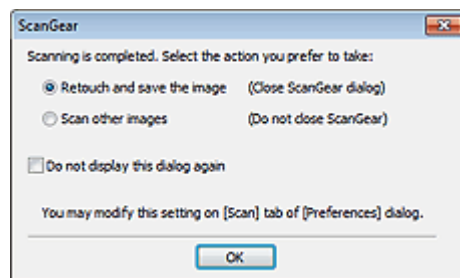 ScanGear
Scanning is completed. Select the action you prefer to take:
Retouch and save the image (Close ScanGear dialog)
Scan other images (Do not close ScanGear)
Do not display this dialog again
You may modify this setting on [Scan] tab of [Preferences] dialog.
OK